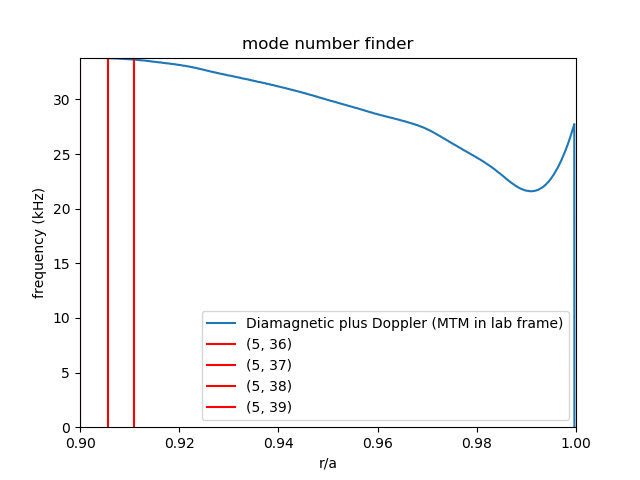 mode number finder
frequency (kHz)
30
25
20
15
10
5
0
Diamagnetic plus Doppler (MTM in lab frame)
(5, 36)
(5, 37)
(5, 38)
(5, 39)
0.90 0.92 0.94 0.96 0.98 1.00
r/a